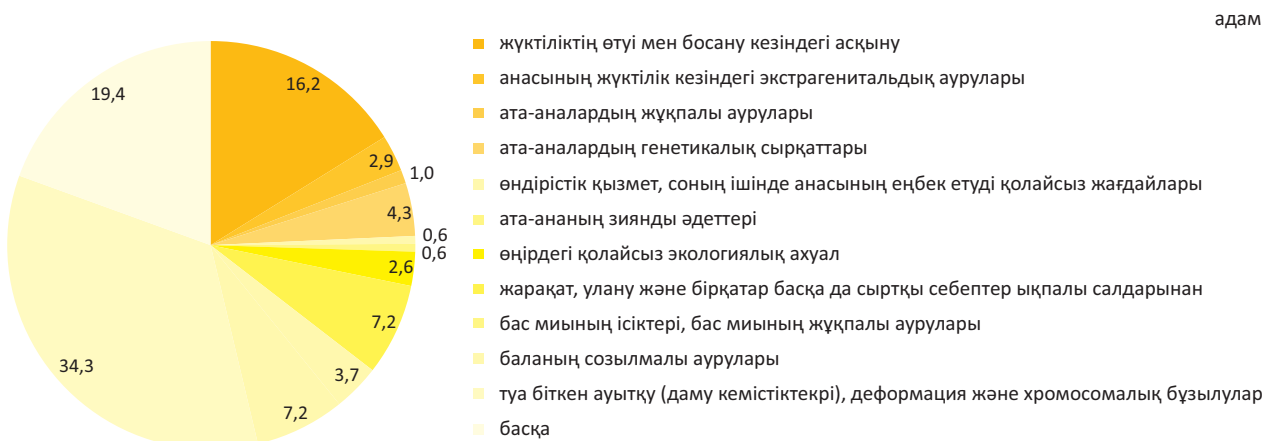 адам
16,2
2,9
1,0
4,3
0,6
0,6
2,6
7,2
3,7
7,2
34,3
19,4
жүктіліктің өтуі мен босану кезіндегі асқыну
анасының жүктілік кезіндегі экстрагенитальдық аурулары
ата-аналардың жұқпалы аурулары
ата-аналардың генетикалық сырқаттары
өндірістік қызмет, соның ішінде анасының еңбек етуді қолайсыз жағдайлары
ата-ананың зиянды әдеттері
өңірдегі қолайсыз экологиялық ахуал
жарақат, улану және бірқатар басқа да сыртқы себептер ықпалы салдарынан
бас миының ісіктері, бас миының жұқпалы аурулары
баланың созылмалы аурулары
туа біткен ауытқу (даму кемістіктекрі), деформация және хромосомалық бұзылулар
басқа